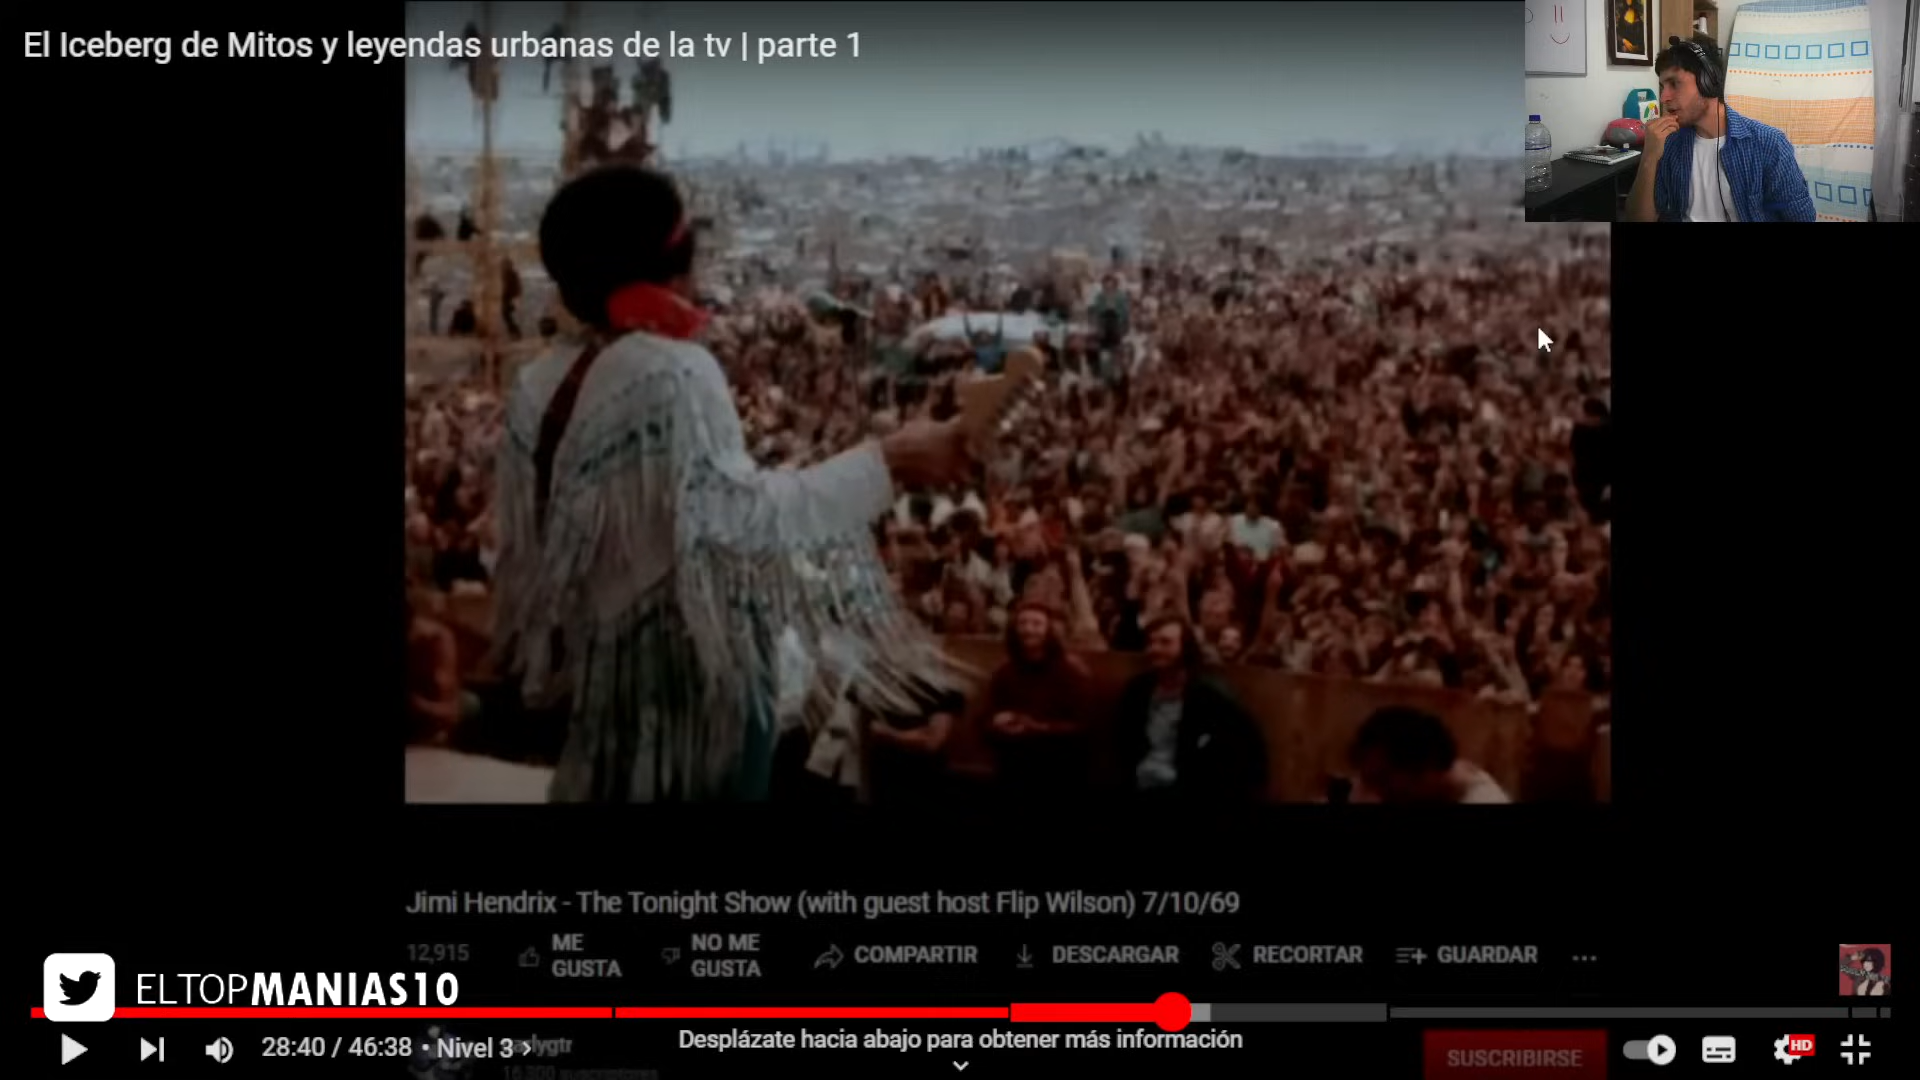 El Iceberg de Mitos y leyendas urbanas de la tv | parte 1
Jimi Hendrix - The Tonight Show (with guest host Flip Wilson) 7/10/69
12,915
ME GUSTA
NO ME GUSTA
COMPARTIR
DESCARGAR
RECORTAR
GUARDAR
ELTOPMANIAS10
28:40 / 46:38 • Nivel 3
Desplázate hacia abajo para obtener más información
SUSCRIBIRSE
HD